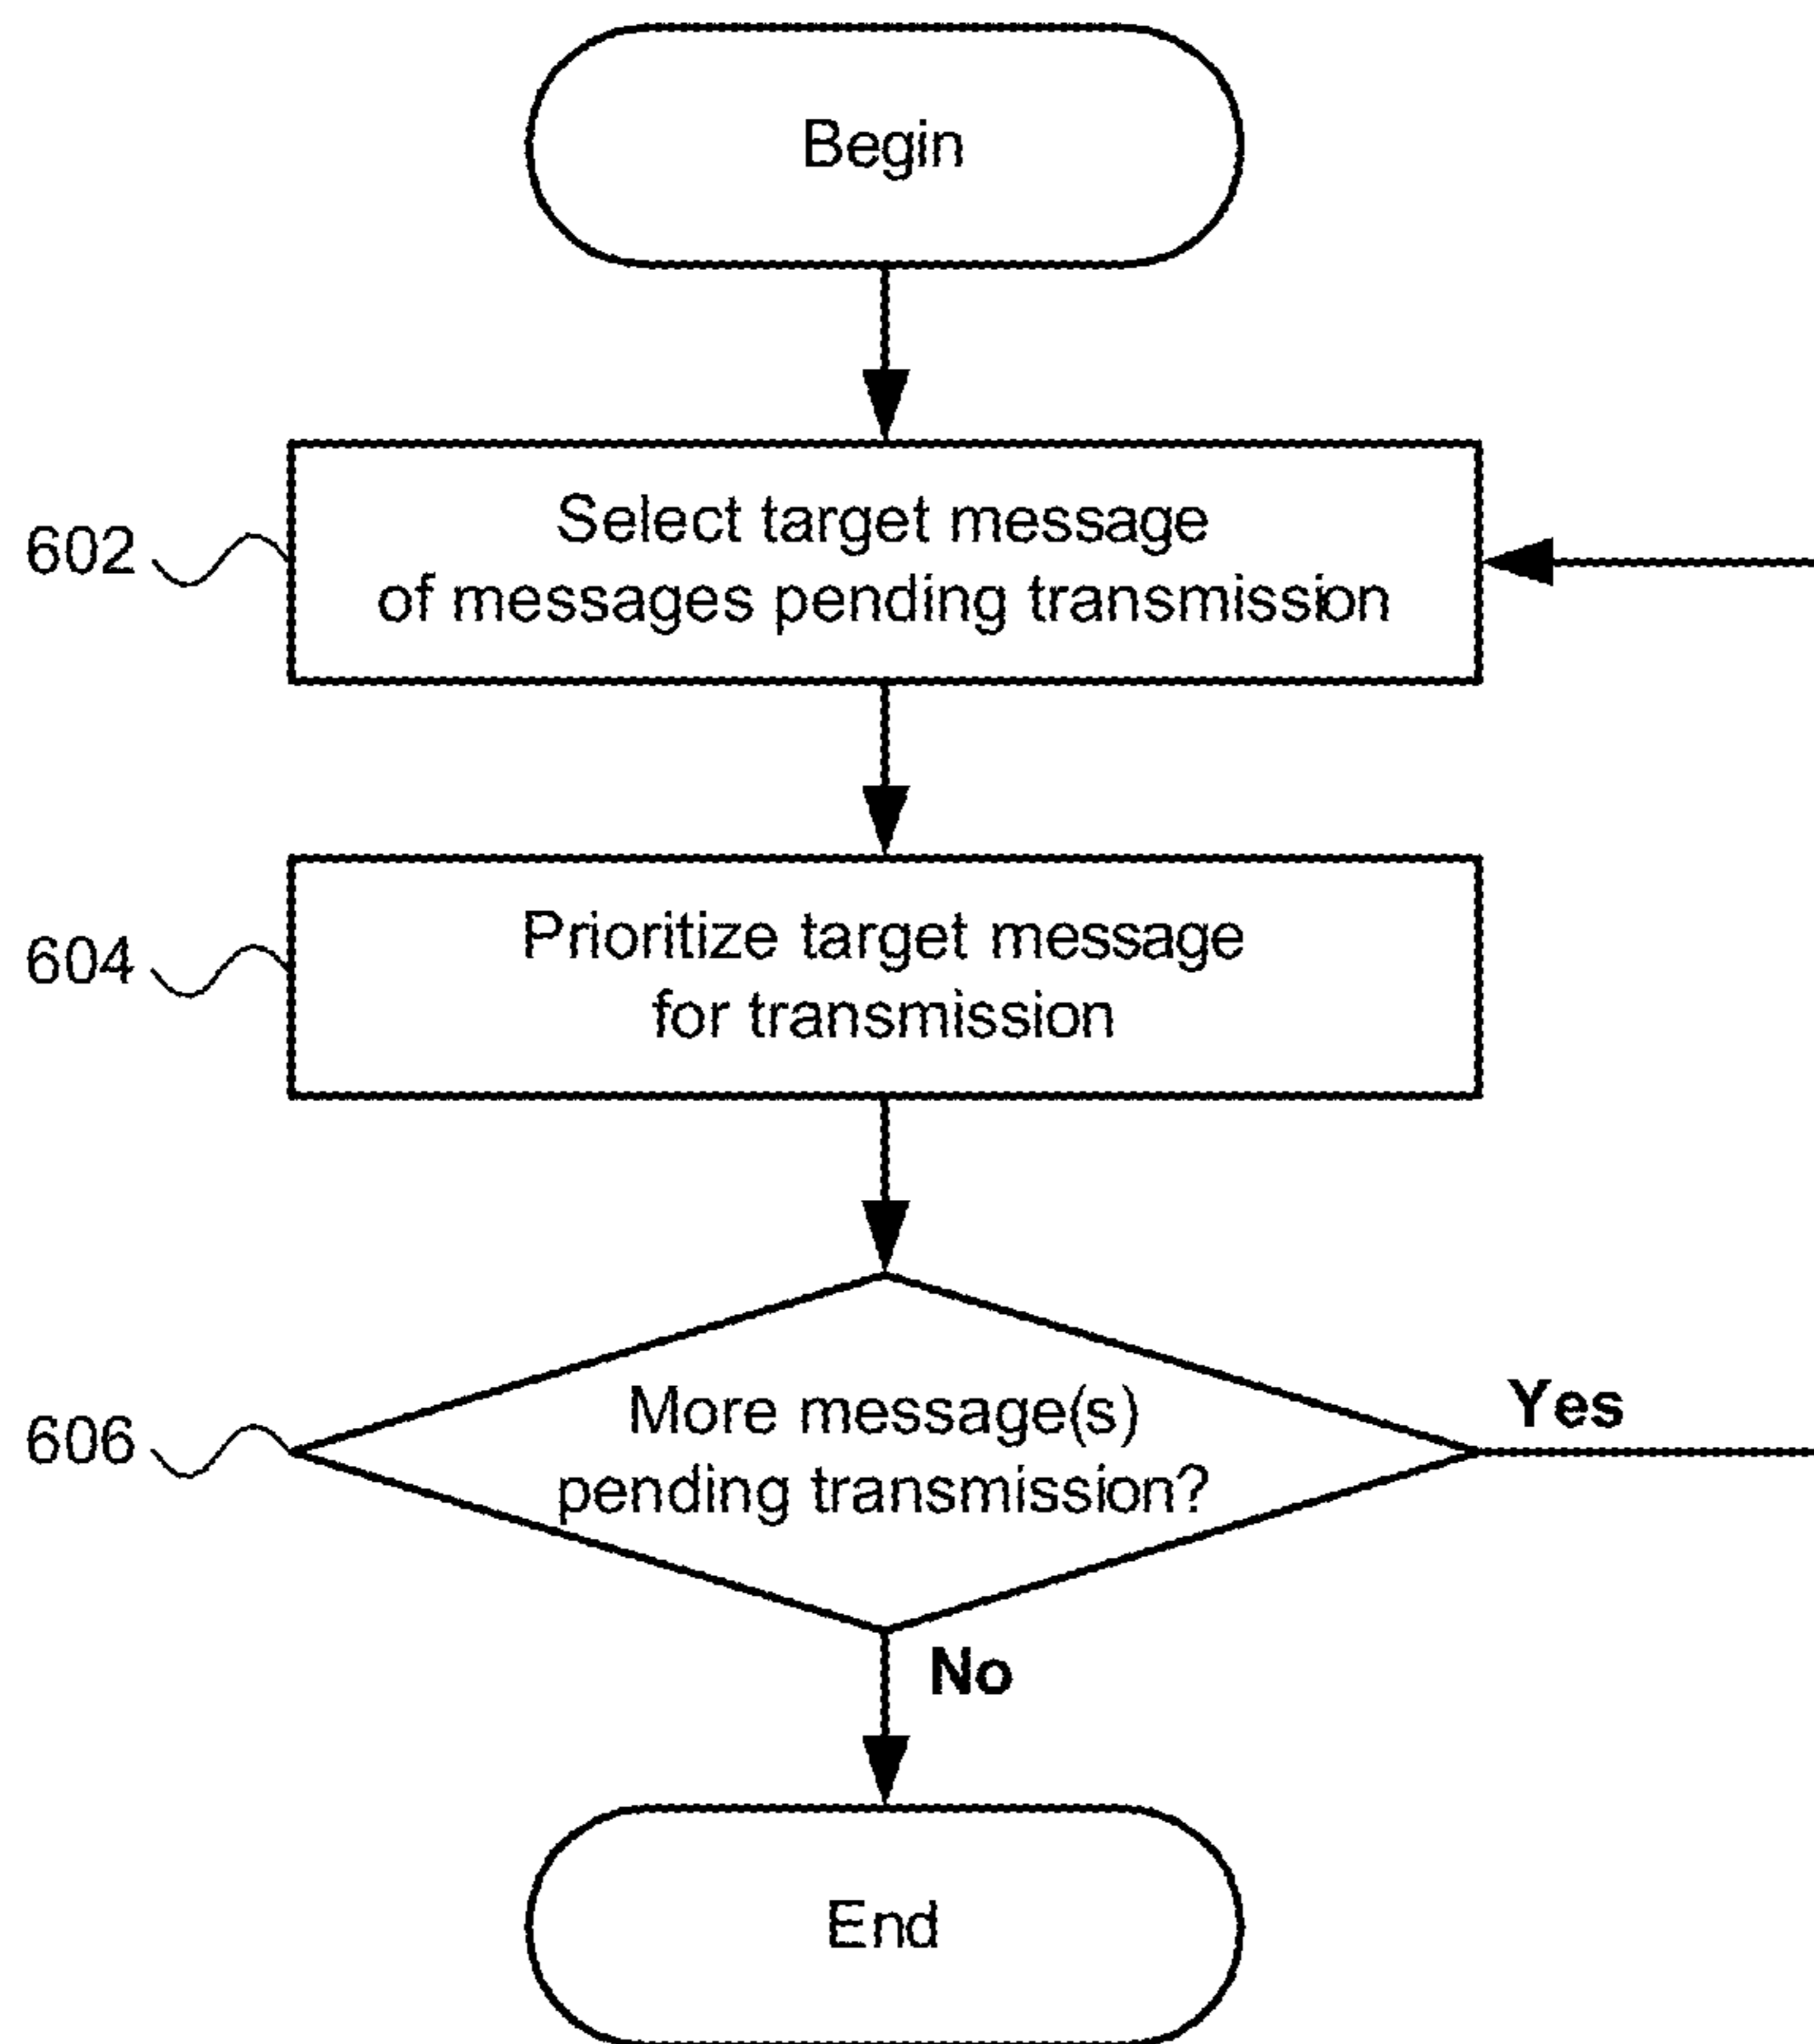 Begin
602
Select target message
of messages pending transmission
604
Prioritize target message
for transmission
606
More message(s)
pending transmission?
Yes
No
End